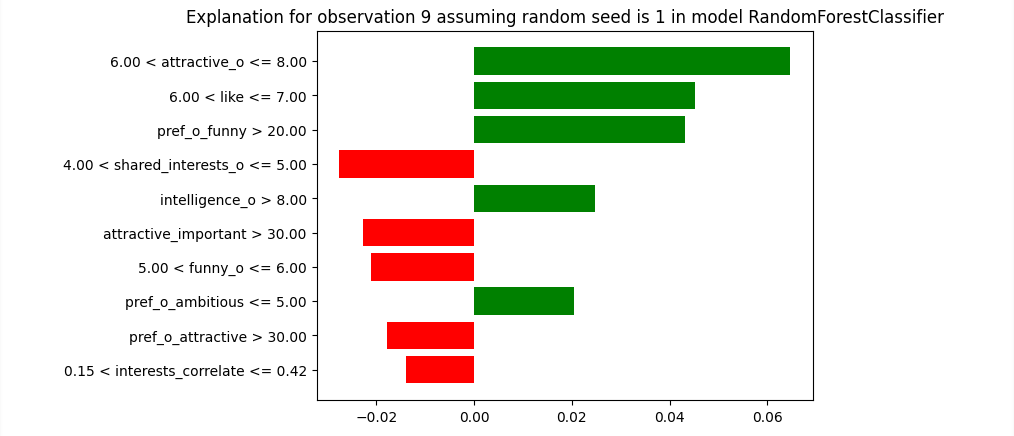 Explanation for observation 9 assuming random seed is 1 in model RandomForestClassifier
6.00 < attractive_o <= 8.00
6.00 < like <= 7.00
pref_o_funny > 20.00
4.00 < shared_interests_o <= 5.00
intelligence_o > 8.00
attractive_important > 30.00
5.00 < funny_o <= 6.00
pref_o_ambitious <= 5.00
pref_o_attractive > 30.00
0.15 < interests_correlate <= 0.42
−0.02 0.00 0.02 0.04 0.06